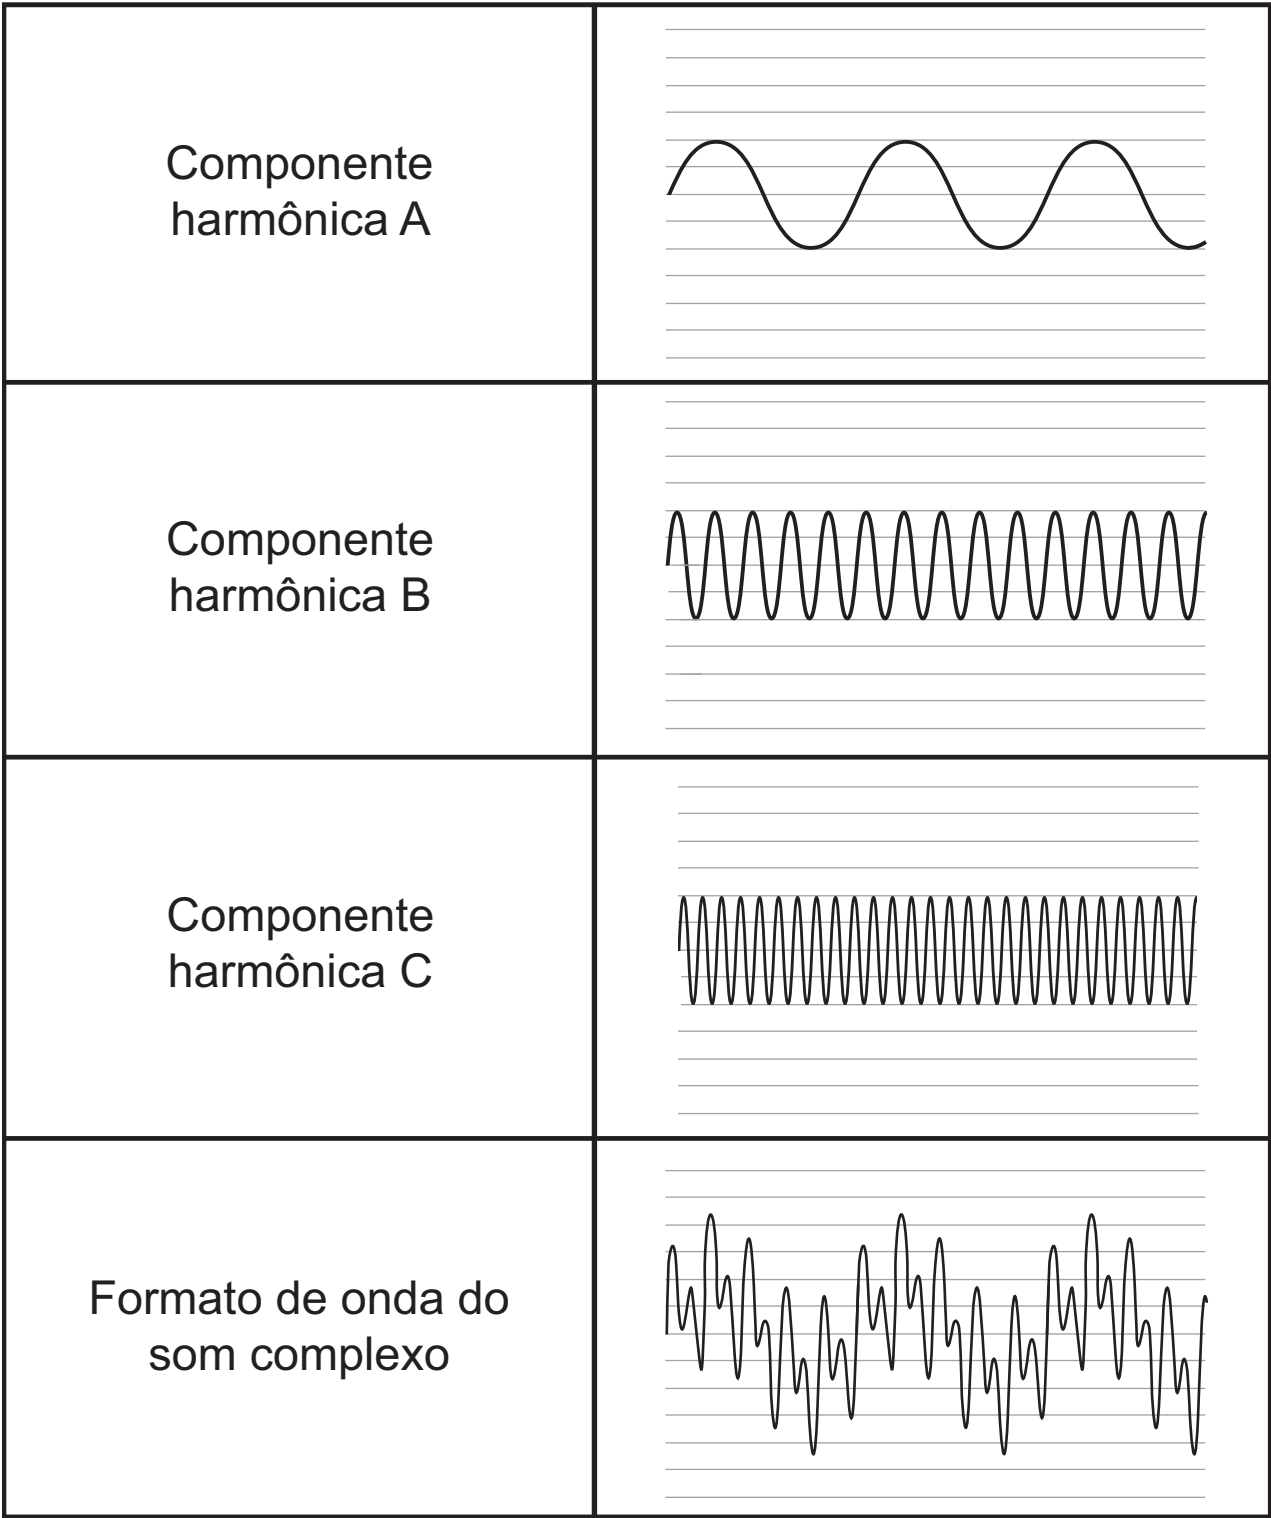 Componente
harmônica A
Componente
harmônica B
Componente
harmônica C
Formato de onda do
som complexo